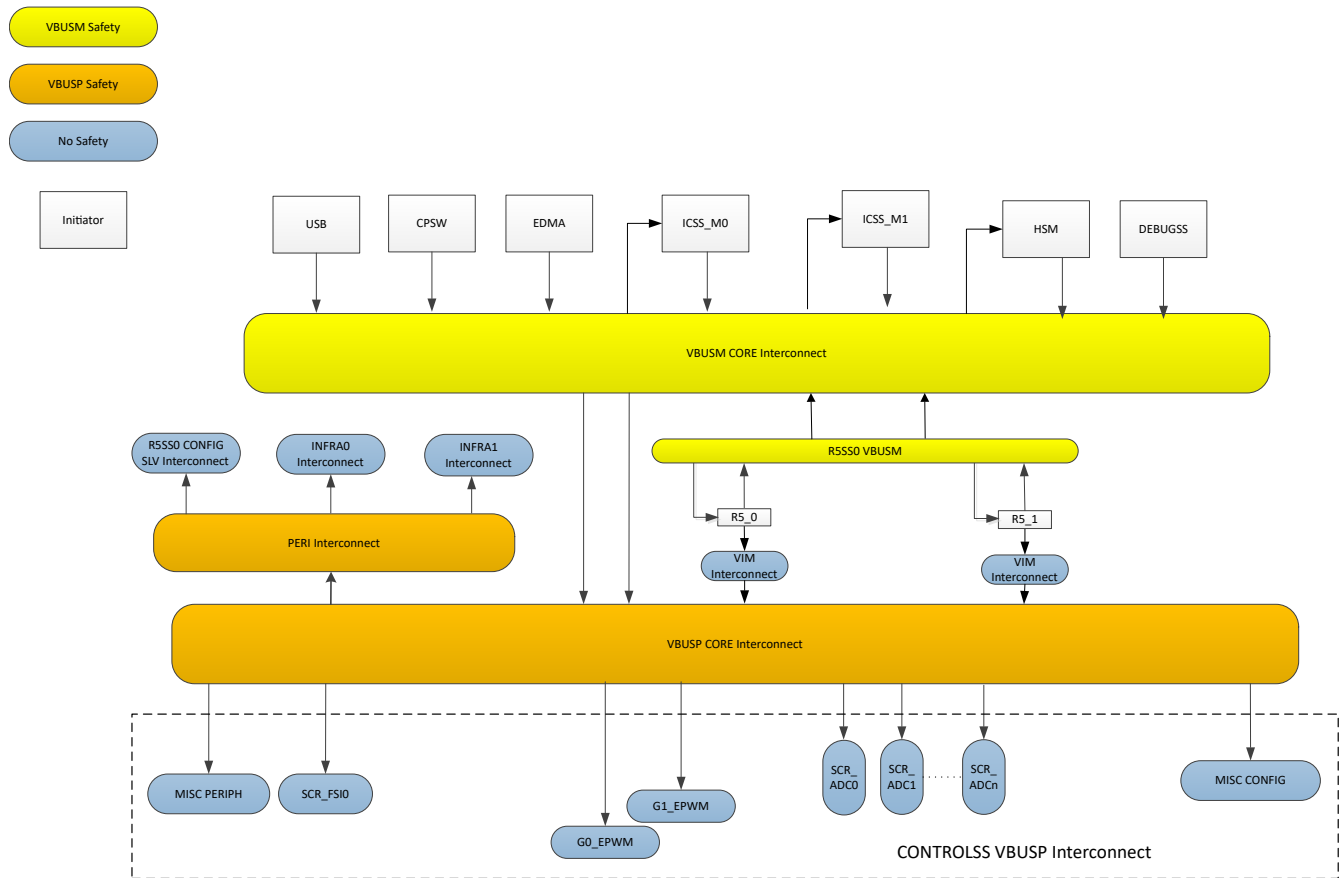 VBUSM Safety
VBUSP Safety
No Safety
Initiator
USB
CPSW
EDMA
ICSS_M0
ICSS_M1
HSM
DEBUGSS
VBUSM CORE Interconnect
R5SS0 CONFIG
SLV Interconnect
INFRA0
Interconnect
INFRA1
Interconnect
R5SS0 VBUSM
R5_0
R5_1
PERI Interconnect
VIM
Interconnect
VIM
Interconnect
VBUSP CORE Interconnect
MISC PERIPH
SCR_FSI0
G0_EPWM
G1_EPWM
SCR_
ADC0
SCR_
ADC1
SCR_
ADCn
MISC CONFIG
CONTROLSS VBUSP Interconnect